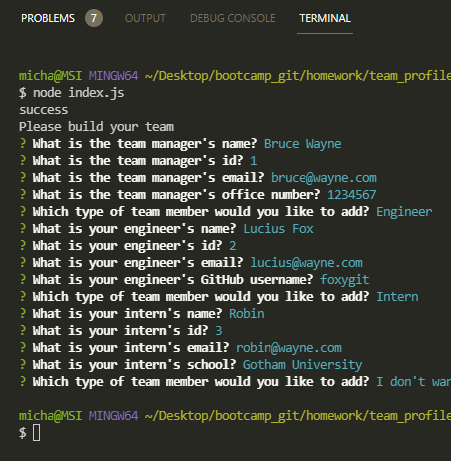 PROBLEMS 7 OUTPUT DEBUG CONSOLE TERMINAL
micha@MSI MINGW64 ~/Desktop/bootcamp_git/homework/team_profile
$ node index.js
success
Please build your team
? What is the team manager's name? Bruce Wayne
? What is the team manager's id? 1
? What is the team manager's email? bruce@wayne.com
? What is the team manager's office number? 1234567
? Which type of team member would you like to add? Engineer
? What is your engineer's name? Lucius Fox
? What is your engineer's id? 2
? What is your engineer's email? lucius@wayne.com
? What is your engineer's GitHub username? foxygit
? Which type of team member would you like to add? Intern
? What is your intern's name? Robin
? What is your intern's id? 3
? What is your intern's email? robin@wayne.com
? What is your intern's school? Gotham University
? Which type of team member would you like to add? I don't
micha@MSI MINGW64 ~/Desktop/bootcamp_git/homework/team_profile
$